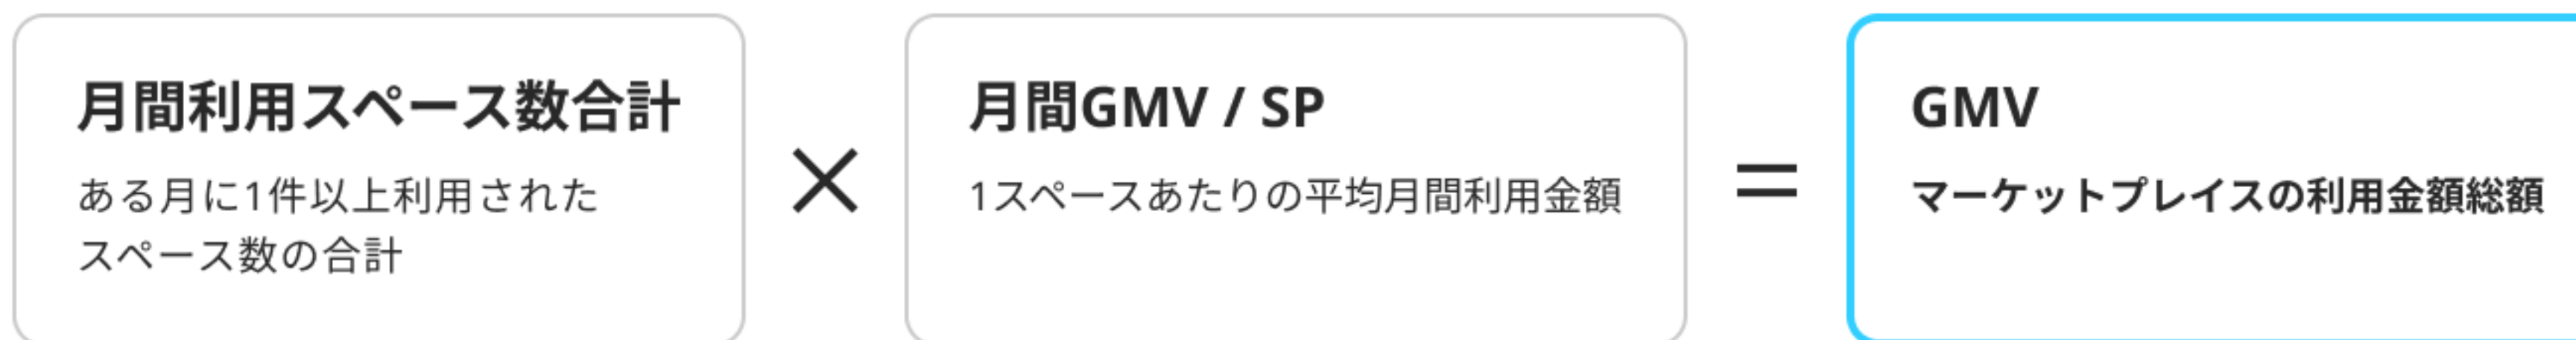 月間利用スペース数合計
ある月に1件以上利用された
スペース数の合計
×
月間GMV / SP
1スペースあたりの平均月間利用金額
=
GMV
マーケットプレイスの利用金額総額